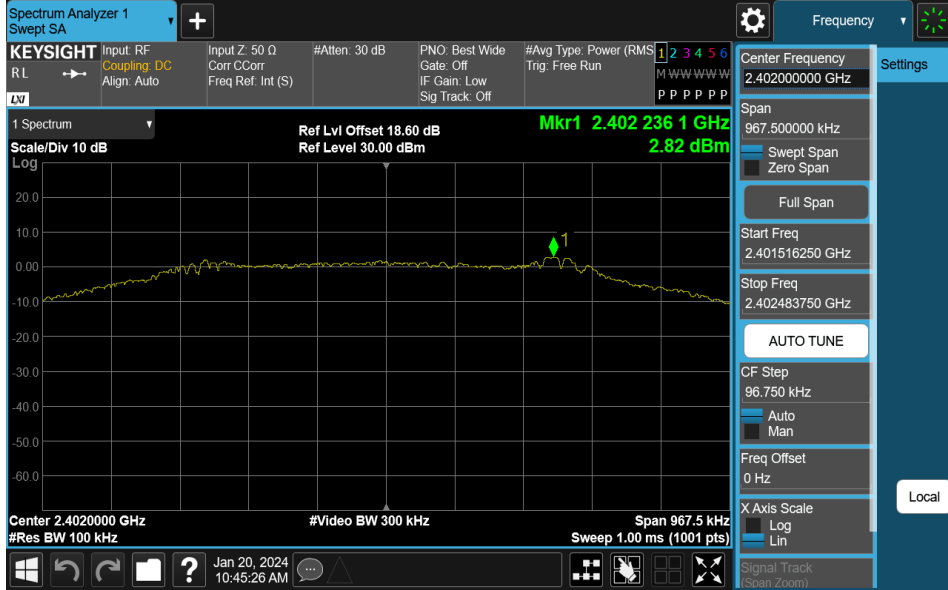 Spectrum Analyzer 1
Swept SA
+
Frequency
KEYSIGHT
R L
LXI
Input: RF
Coupling: DC
Align: Auto
Input Z: 50 Ω
Corr CCorr
Freq Ref: Int (S)
#Atten: 30 dB
PNO: Best Wide
Gate: Off
IF Gain: Low
Sig Track: Off
#Avg Type: Power (RMS
Trig: Free Run
1 2 3 4 5 6
M W W W W W
P P P P P P
1 Spectrum
Scale/Div 10 dB
Log
Ref Lvl Offset 18.60 dB
Ref Level 30.00 dBm
Mkr1 2.402 236 1 GHz
2.82 dBm
20.0
10.0
0.00
-10.0
-20.0
-30.0
-40.0
-50.0
-60.0
1
Center 2.4020000 GHz
#Res BW 100 kHz
#Video BW 300 kHz
Span 967.5 kHz
Sweep 1.00 ms (1001 pts)
Jan 20, 2024
10:45:26 AM
?
Center Frequency
2.402000000 GHz
Span
967.500000 kHz
Swept Span
Zero Span
Full Span
Start Freq
2.401516250 GHz
Stop Freq
2.402483750 GHz
AUTO TUNE
CF Step
96.750 kHz
Auto
Man
Freq Offset
0 Hz
X Axis Scale
Log
Lin
Signal Track
(Span Zoom)
Settings
Local